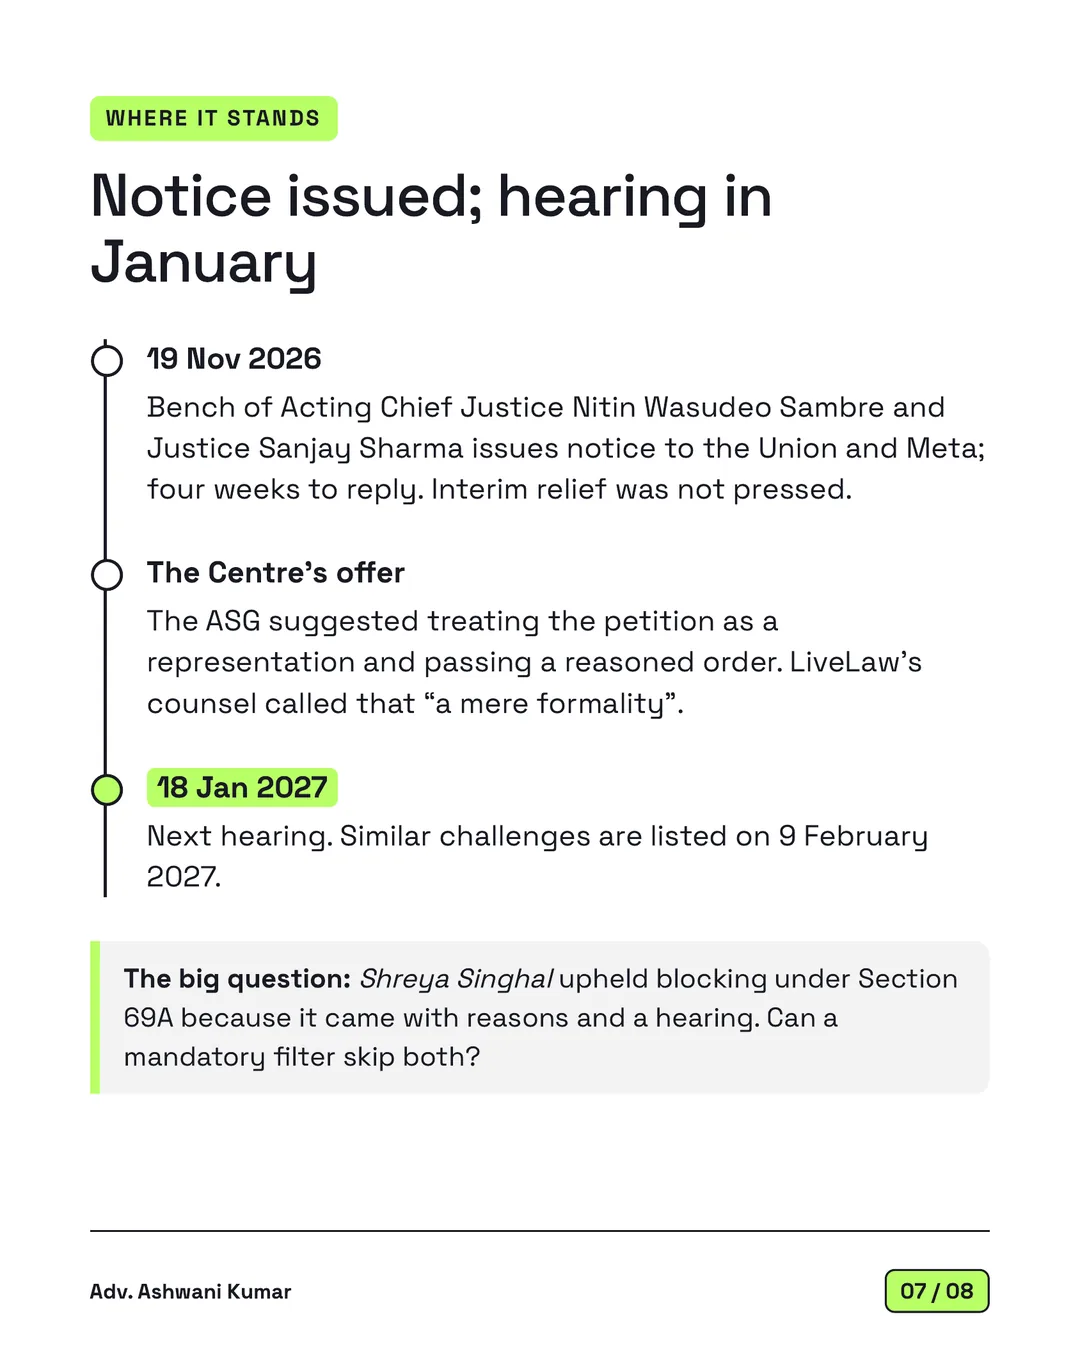 WHERE IT STANDS
Notice issued; hearing in
January
19 Nov 2026
Bench of Acting Chief Justice Nitin Wasudeo Sambre and
Justice Sanjay Sharma issues notice to the Union and Meta;
four weeks to reply. Interim relief was not pressed.
The Centre’s offer
The ASG suggested treating the petition as a
representation and passing a reasoned order. LiveLaw’s
counsel called that “a mere formality”.
18 Jan 2027
Next hearing. Similar challenges are listed on 9 February
2027.
The big question: Shreya Singhal upheld blocking under Section
69A because it came with reasons and a hearing. Can a
mandatory filter skip both?
Adv. Ashwani Kumar
07 / 08